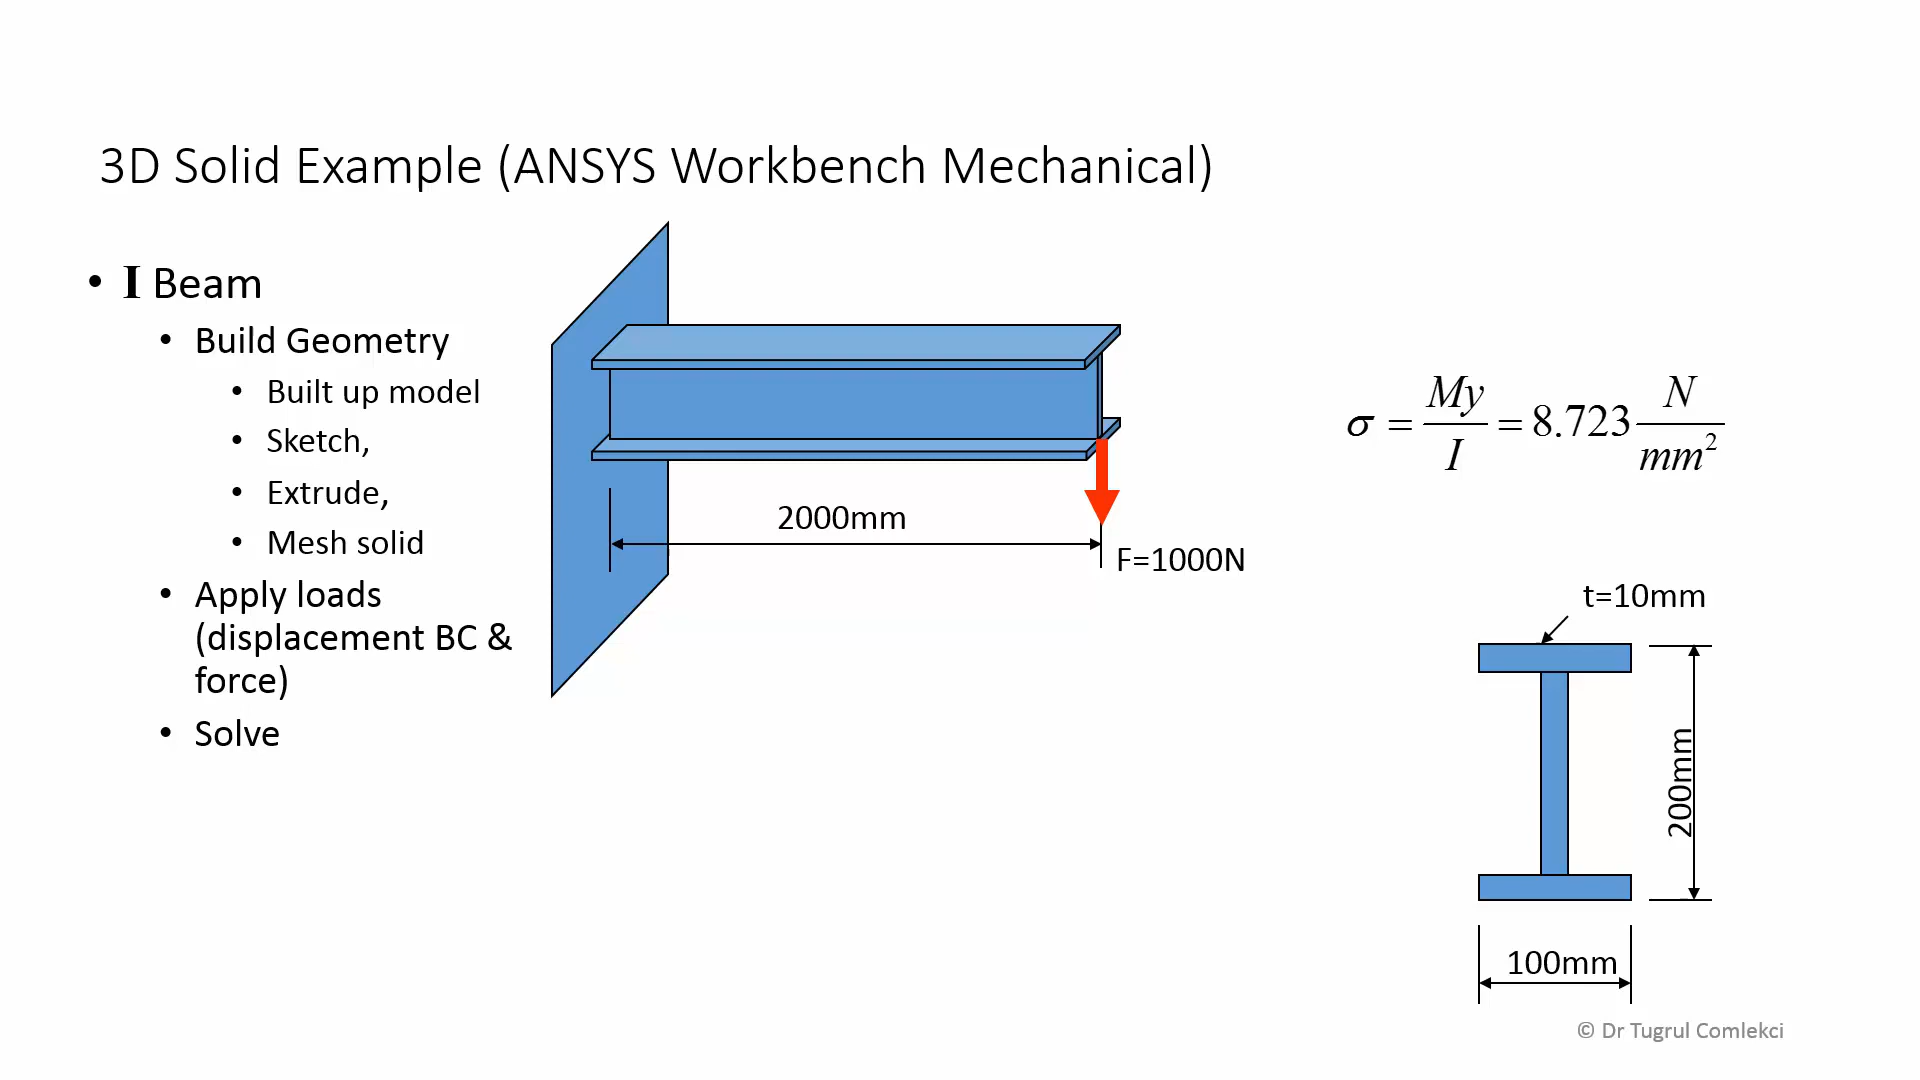 3D Solid Example (ANSYS Workbench Mechanical)
• I Beam
• Build Geometry
• Built up model
• Sketch,
• Extrude,
• Mesh solid
• Apply loads
(displacement BC &
force)
• Solve
2000mm
F=1000N
σ = My/I = 8.723 N/mm²
t=10mm
200mm
100mm
© Dr Tugrul Comlekci